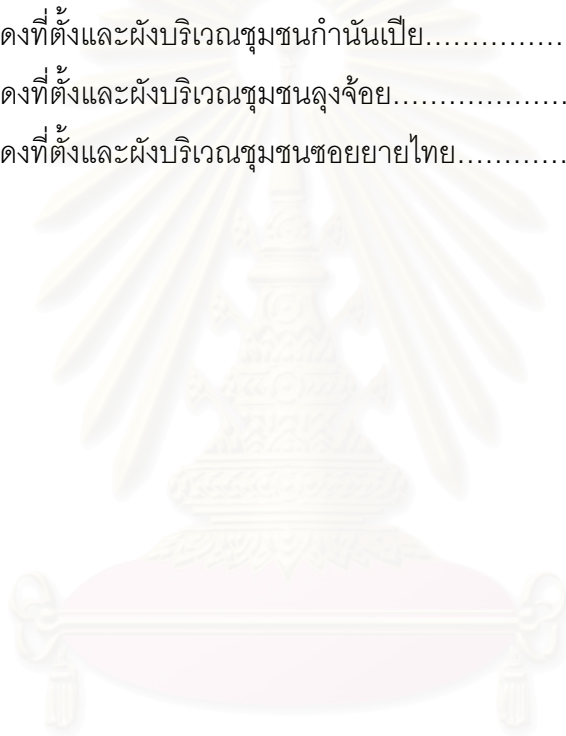 ดงที่ตั้งและผังบริเวณชุมชนกำนันเปีย...............
ดงที่ตั้งและผังบริเวณชุมชนลุงจ้อย...................
ดงที่ตั้งและผังบริเวณชุมชนซอยยายไทย............